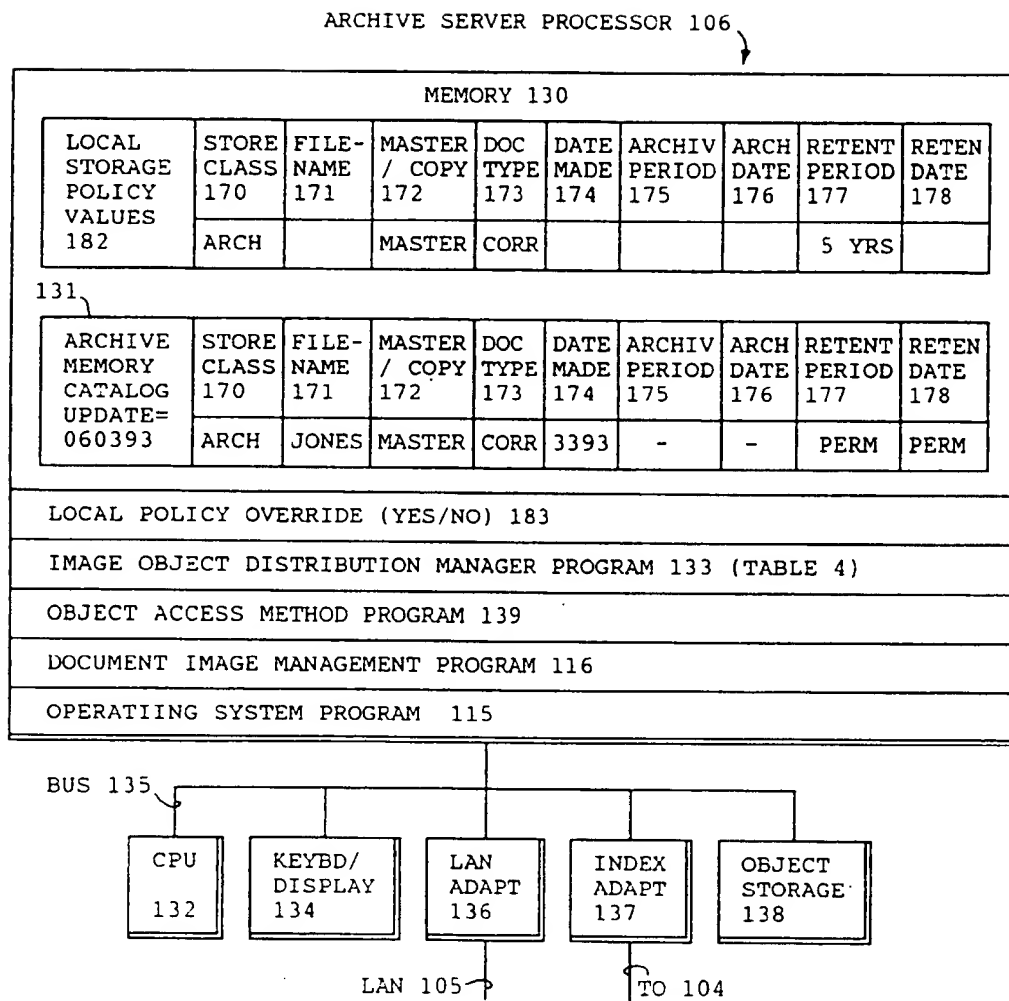 ARCHIVE SERVER PROCESSOR 106
MEMORY 130
LOCAL STORAGE POLICY VALUES 182
STORE CLASS 170
FILE-NAME 171
MASTER / COPY 172
DOC TYPE 173
DATE MADE 174
ARCHIV PERIOD 175
ARCH DATE 176
RETENT PERIOD 177
RETEN DATE 178
ARCH MASTER CORR 5 YRS
131
ARCHIVE MEMORY CATALOG UPDATE= 060393
STORE CLASS 170
FILE-NAME 171
MASTER / COPY 172
DOC TYPE 173
DATE MADE 174
ARCHIV PERIOD 175
ARCH DATE 176
RETENT PERIOD 177
RETEN DATE 178
ARCH JONES MASTER CORR 3393 - - PERM PERM
LOCAL POLICY OVERRIDE (YES/NO) 183
IMAGE OBJECT DISTRIBUTION MANAGER PROGRAM 133 (TABLE 4)
OBJECT ACCESS METHOD PROGRAM 139
DOCUMENT IMAGE MANAGEMENT PROGRAM 116
OPERATIING SYSTEM PROGRAM 115
BUS 135
CPU 132
KEYBD/ DISPLAY 134
LAN ADAPT 136
INDEX ADAPT 137
OBJECT STORAGE 138
LAN 105
TO 104